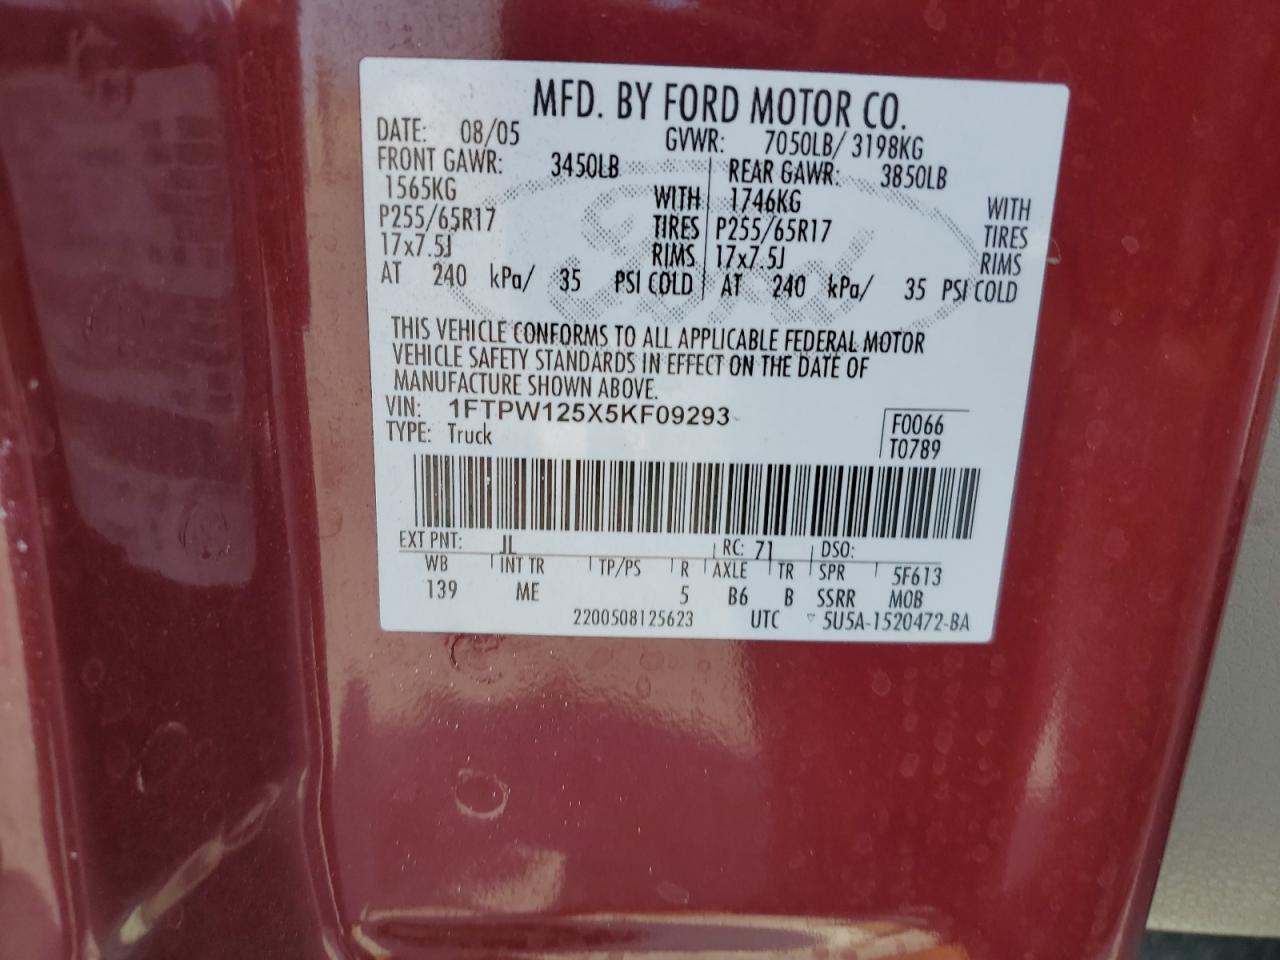 MFD. BY FORD MOTOR CO.
DATE: 08/05 GVWR: 7050LB/ 3198KG
FRONT GAWR: 3450LB REAR GAWR: 3850LB
1565KG WITH 1746KG WITH
P255/65R17 TIRES P255/65R17 TIRES
17x7.5J RIMS 17x7.5J RIMS
AT 240 kPa/ 35 PSI COLD AT 240 kPa/ 35 PSI COLD
THIS VEHICLE CONFORMS TO ALL APPLICABLE FEDERAL MOTOR
VEHICLE SAFETY STANDARDS IN EFFECT ON THE DATE OF
MANUFACTURE SHOWN ABOVE.
VIN: 1FTPW125X5KF09293 F0066
TYPE: Truck T0789
EXT PNT: JL RC: 71 DSO:
WB INT TR TP/PS R AXLE TR SPR 5F613
139 ME 5 B6 B SSRR MOB
2200508125623 UTC 5U5A-1520472-BA